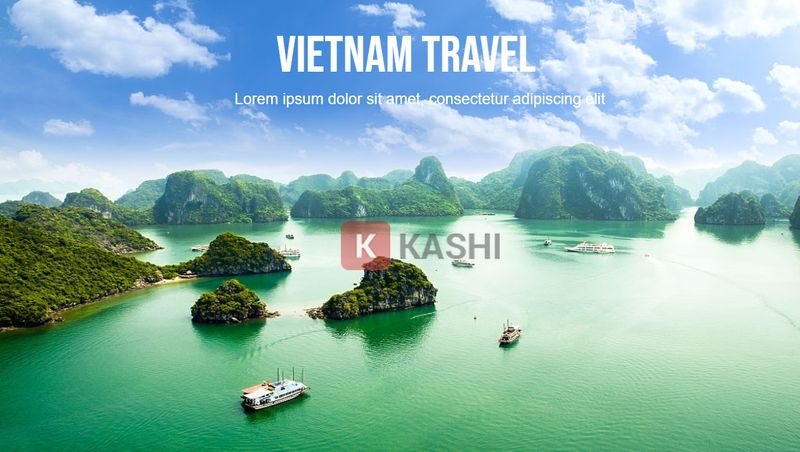 VIETNAM TRAVEL
Lorem ipsum dolor sit amet, consectetur adipiscing elit
K KASHI